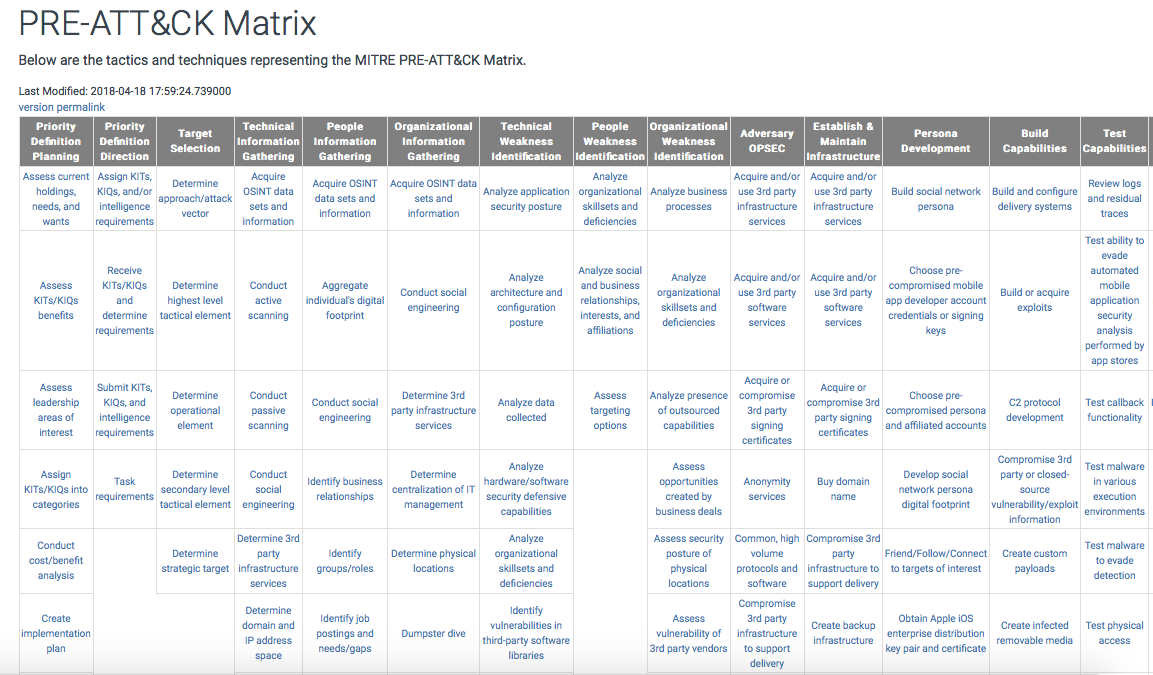 PRE-ATT&CK Matrix
Below are the tactics and techniques representing the MITRE PRE-ATT&CK Matrix.
Last Modified: 2018-04-18 17:59:24.739000
version permalink
Priority Definition Planning
Priority Definition Direction
Target Selection
Technical Information Gathering
People Information Gathering
Organizational Information Gathering
Technical Weakness Identification
People Weakness Identification
Organizational Weakness Identification
Adversary OPSEC
Establish & Maintain Infrastructure
Persona Development
Build Capabilities
Test Capabilities
Assess current holdings, needs, and wants
Assign KITs, KIQs, and/or intelligence requirements
Determine approach/attack vector
Acquire OSINT data sets and information
Acquire OSINT data sets and information
Acquire OSINT data sets and information
Analyze application security posture
Analyze organizational skillsets and deficiencies
Analyze business processes
Acquire and/or use 3rd party infrastructure services
Acquire and/or use 3rd party infrastructure services
Build social network persona
Build and configure delivery systems
Review logs and residual traces
Assess KITs/KIQs benefits
Receive KITs/KIQs and determine requirements
Determine highest level tactical element
Conduct active scanning
Aggregate individual's digital footprint
Conduct social engineering
Analyze architecture and configuration posture
Analyze social and business relationships, interests, and affiliations
Analyze organizational skillsets and deficiencies
Acquire and/or use 3rd party software services
Acquire and/or use 3rd party software services
Choose pre-compromised mobile app developer account credentials or signing keys
Build or acquire exploits
Test ability to evade automated mobile application security analysis performed by app stores
Assess leadership areas of interest
Submit KITs, KIQs, and intelligence requirements
Determine operational element
Conduct passive scanning
Conduct social engineering
Determine 3rd party infrastructure services
Analyze data collected
Assess targeting options
Analyze presence of outsourced capabilities
Acquire or compromise 3rd party signing certificates
Acquire or compromise 3rd party signing certificates
Choose pre-compromised persona and affiliated accounts
C2 protocol development
Test callback functionality
Assign KITs/KIQs into categories
Task requirements
Determine secondary level tactical element
Conduct social engineering
Identify business relationships
Determine centralization of IT management
Analyze hardware/software security defensive capabilities
Assess opportunities created by business deals
Anonymity services
Buy domain name
Develop social network persona digital footprint
Compromise 3rd party or closed-source vulnerability/exploit information
Test malware in various execution environments
Conduct cost/benefit analysis
Determine strategic target
Determine 3rd party infrastructure services
Identify groups/roles
Determine physical locations
Analyze organizational skillsets and deficiencies
Assess security posture of physical locations
Common, high volume protocols and software
Compromise 3rd party infrastructure to support delivery
Friend/Follow/Connect to targets of interest
Create custom payloads
Test malware to evade detection
Create implementation plan
Determine domain and IP address space
Identify job postings and needs/gaps
Dumpster dive
Identify vulnerabilities in third-party software libraries
Assess vulnerability of 3rd party vendors
Compromise 3rd party infrastructure to support delivery
Create backup infrastructure
Obtain Apple iOS enterprise distribution key pair and certificate
Create infected removable media
Test physical access